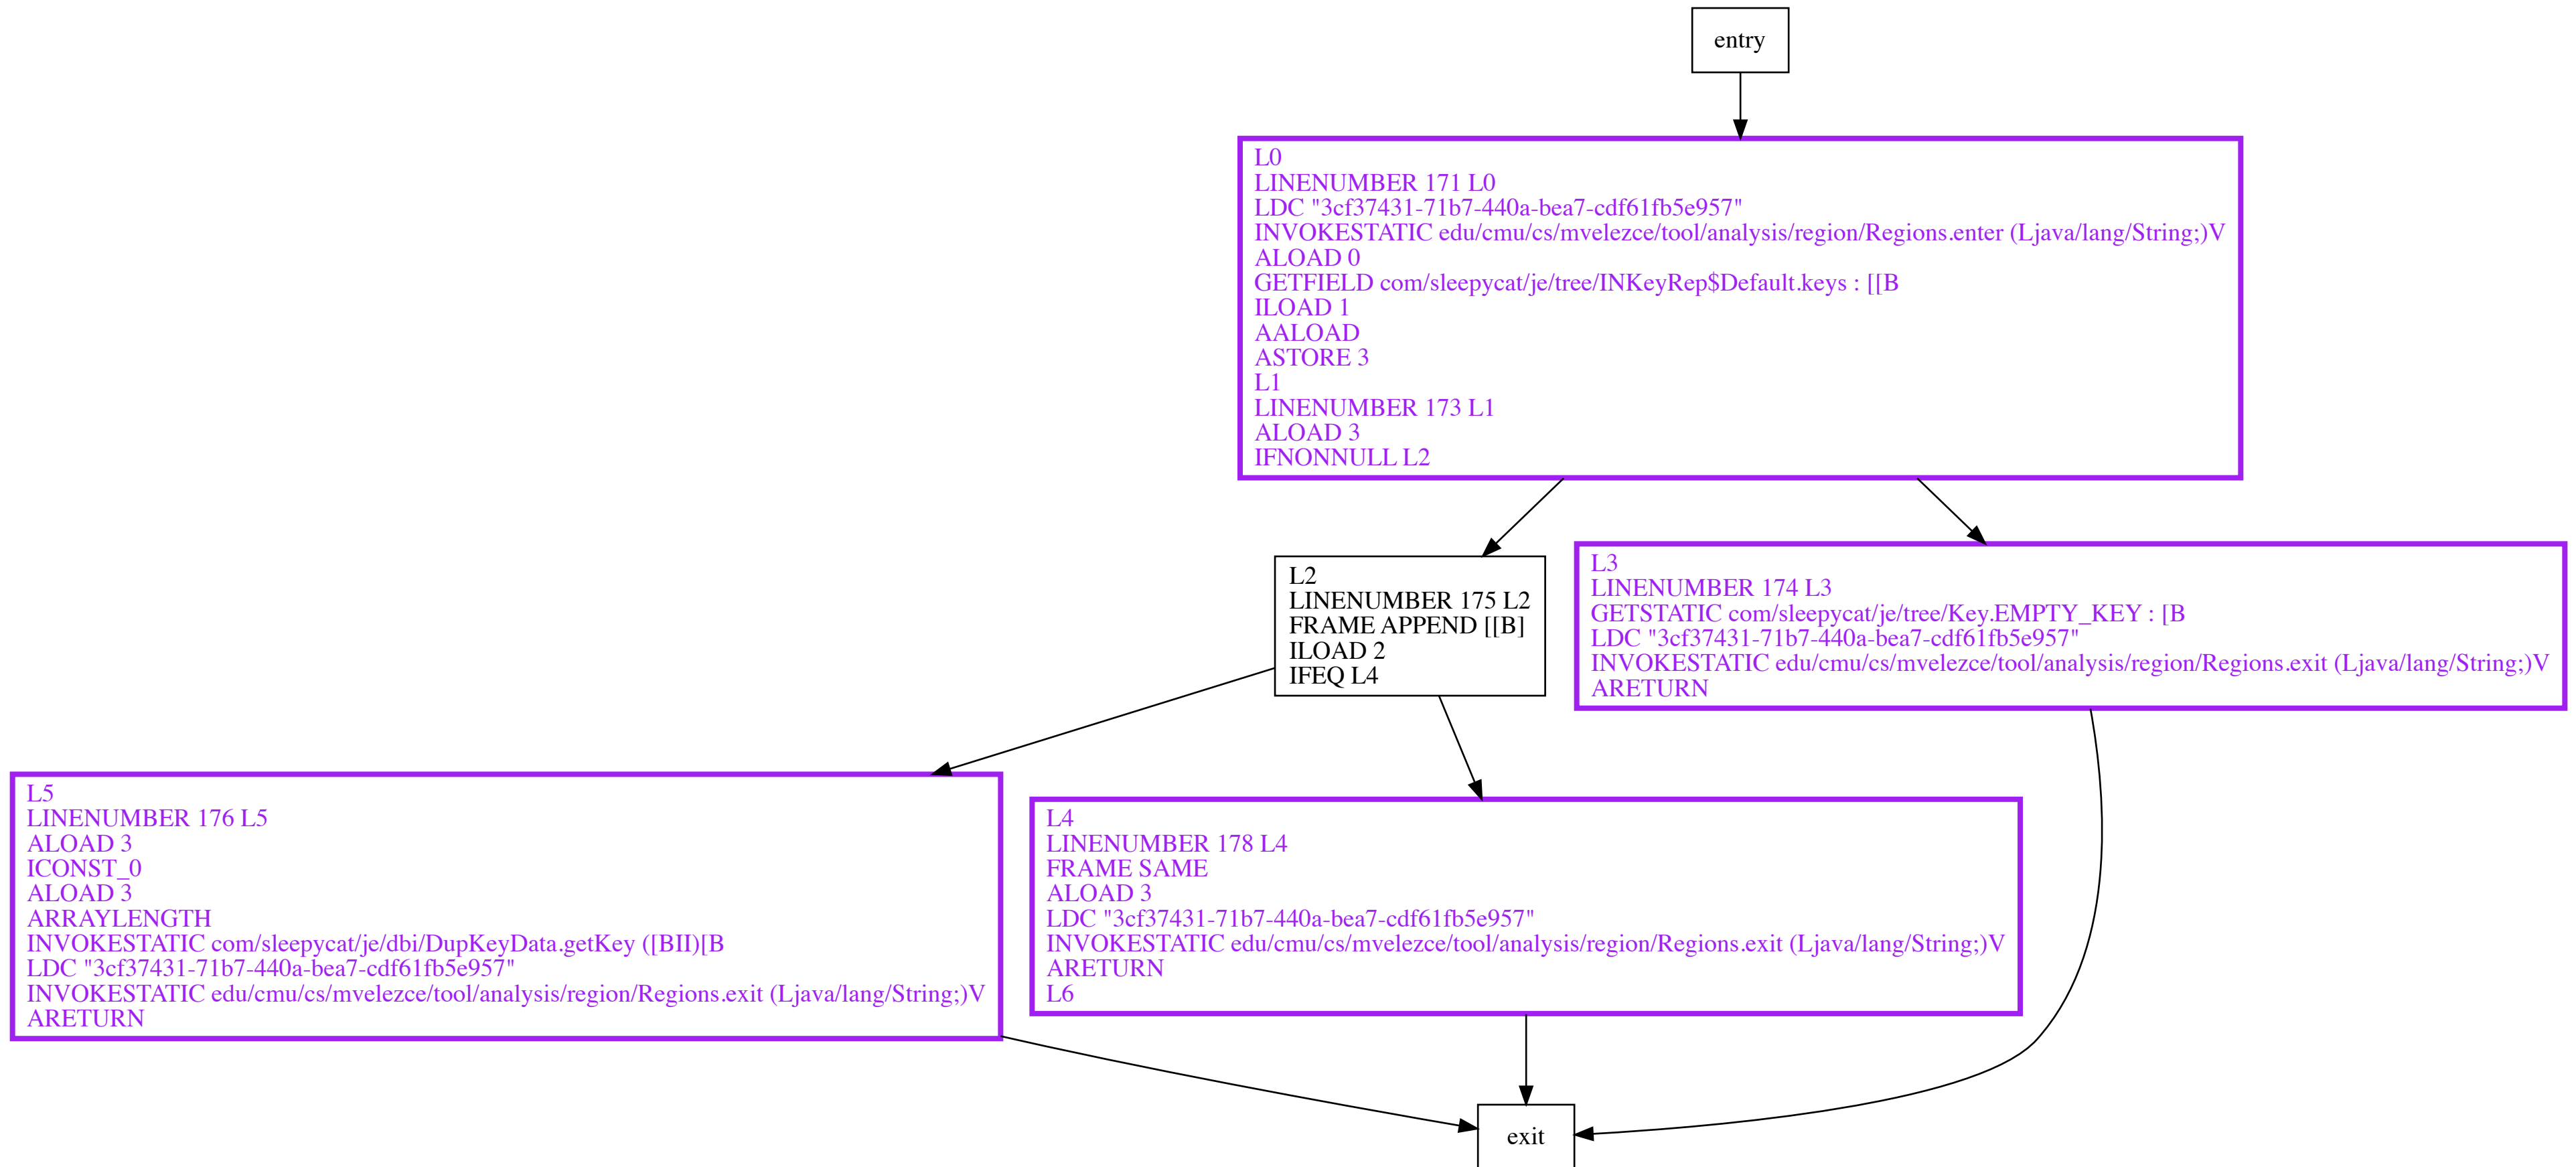 entry
L0
LINENUMBER 171 L0
LDC "3cf37431-71b7-440a-bea7-cdf61fb5e957"
INVOKESTATIC edu/cmu/cs/mvelezce/tool/analysis/region/Regions.enter (Ljava/lang/String;)V
ALOAD 0
GETFIELD com/sleepycat/je/tree/INKeyRep$Default.keys : [[B
ILOAD 1
AALOAD
ASTORE 3
L1
LINENUMBER 173 L1
ALOAD 3
IFNONNULL L2
L2
LINENUMBER 175 L2
FRAME APPEND [[B]
ILOAD 2
IFEQ L4
L3
LINENUMBER 174 L3
GETSTATIC com/sleepycat/je/tree/Key.EMPTY_KEY : [B
LDC "3cf37431-71b7-440a-bea7-cdf61fb5e957"
INVOKESTATIC edu/cmu/cs/mvelezce/tool/analysis/region/Regions.exit (Ljava/lang/String;)V
ARETURN
L5
LINENUMBER 176 L5
ALOAD 3
ICONST_0
ALOAD 3
ARRAYLENGTH
INVOKESTATIC com/sleepycat/je/dbi/DupKeyData.getKey ([BII)[B
LDC "3cf37431-71b7-440a-bea7-cdf61fb5e957"
INVOKESTATIC edu/cmu/cs/mvelezce/tool/analysis/region/Regions.exit (Ljava/lang/String;)V
ARETURN
L4
LINENUMBER 178 L4
FRAME SAME
ALOAD 3
LDC "3cf37431-71b7-440a-bea7-cdf61fb5e957"
INVOKESTATIC edu/cmu/cs/mvelezce/tool/analysis/region/Regions.exit (Ljava/lang/String;)V
ARETURN
L6
exit